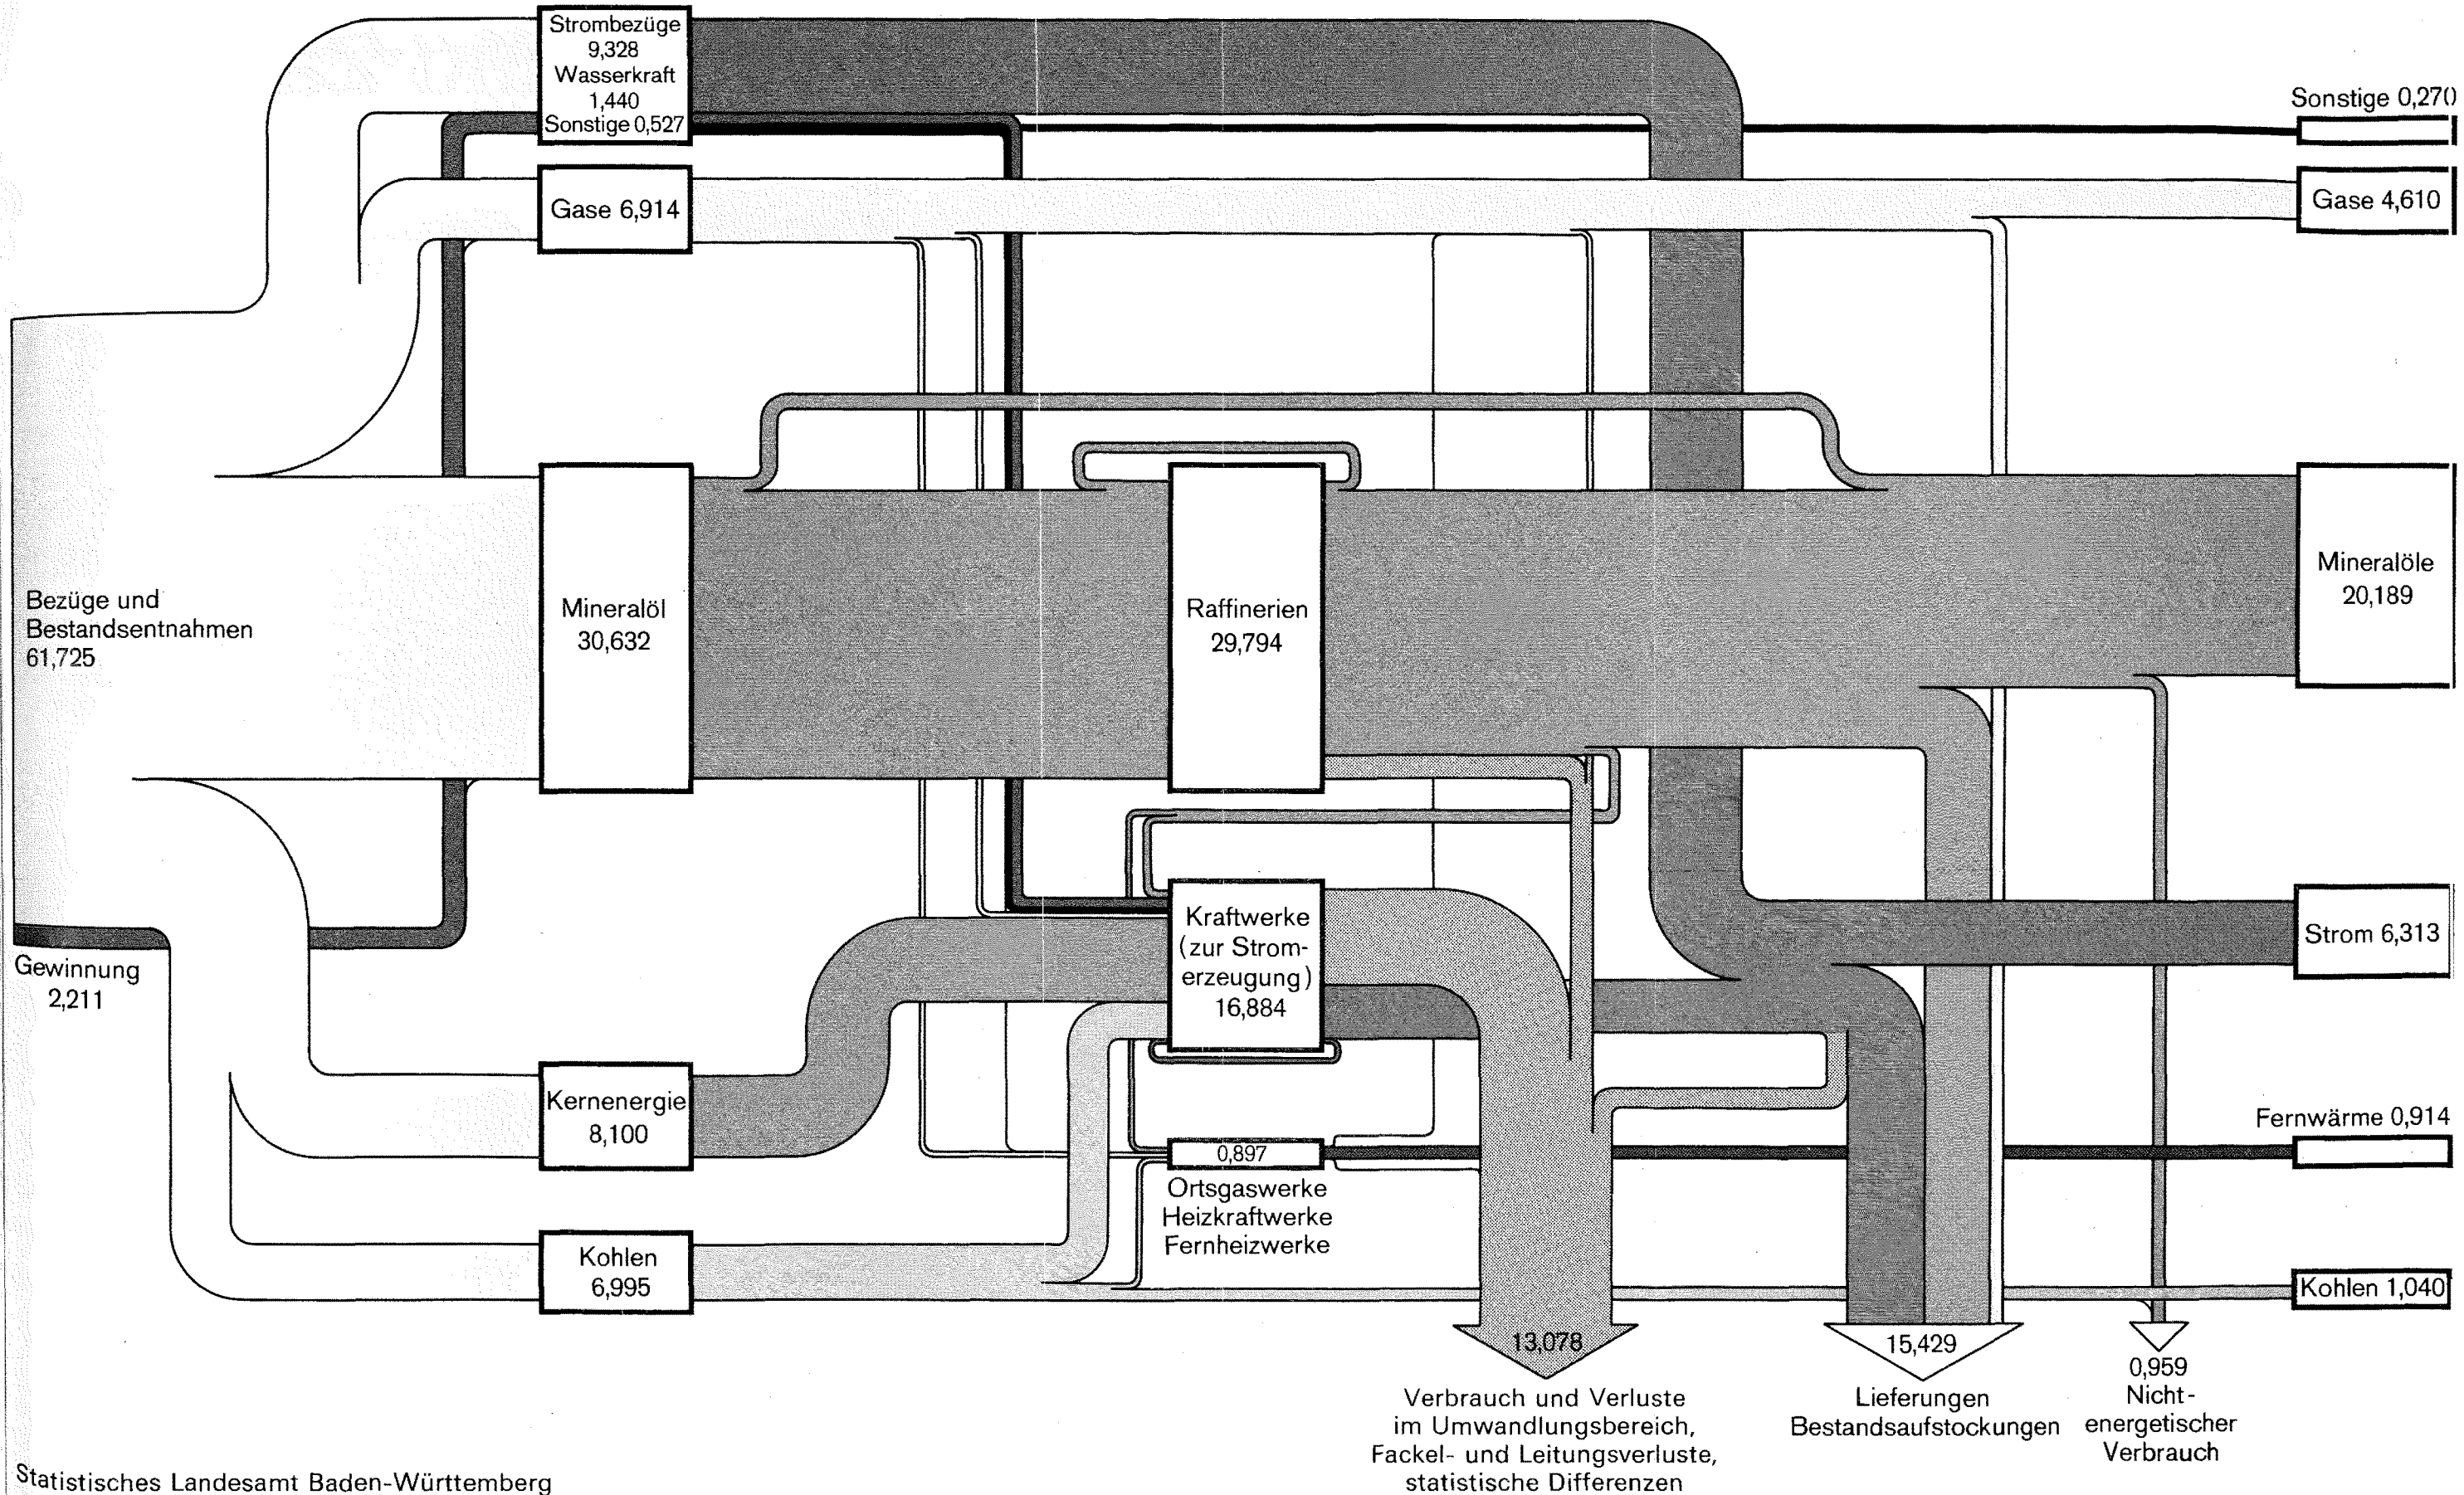 Strombezüge
9,328
Wasserkraft
1,440
Sonstige 0,527
Sonstige 0,270
Gase 6,914
Gase 4,610
Bezüge und
Bestandsentnahmen
61,725
Mineralöl
30,632
Raffinerien
29,794
Mineralöle
20,189
Gewinnung
2,211
Kraftwerke
(zur Strom-
erzeugung)
16,884
Strom 6,313
Kernenergie
8,100
0,897
Ortsgaswerke
Heizkraftwerke
Fernheizwerke
Fernwärme 0,914
Kohlen
6,995
Kohlen 1,040
13,078
Verbrauch und Verluste
im Umwandlungsbereich,
Fackel- und Leitungsverluste,
statistische Differenzen
15,429
Lieferungen
Bestandsaufstockungen
0,959
Nicht-
energetischer
Verbrauch
Statistisches Landesamt Baden-Württemberg